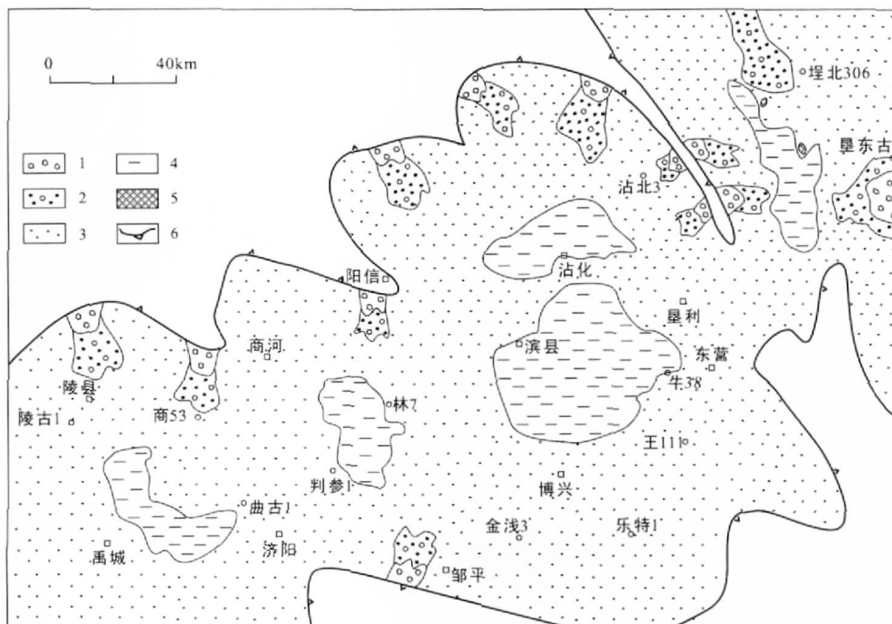 0 40km
埕北306
1 4
垦东古
2 5
沾北3
3 6
沾化
阳信
垦利
商河
滨县
东营
牛38
陵县
林7
陵古1
商53
王111
判参1
博兴
曲古1
金浅3
乐特1
禹城
济阳
邹平